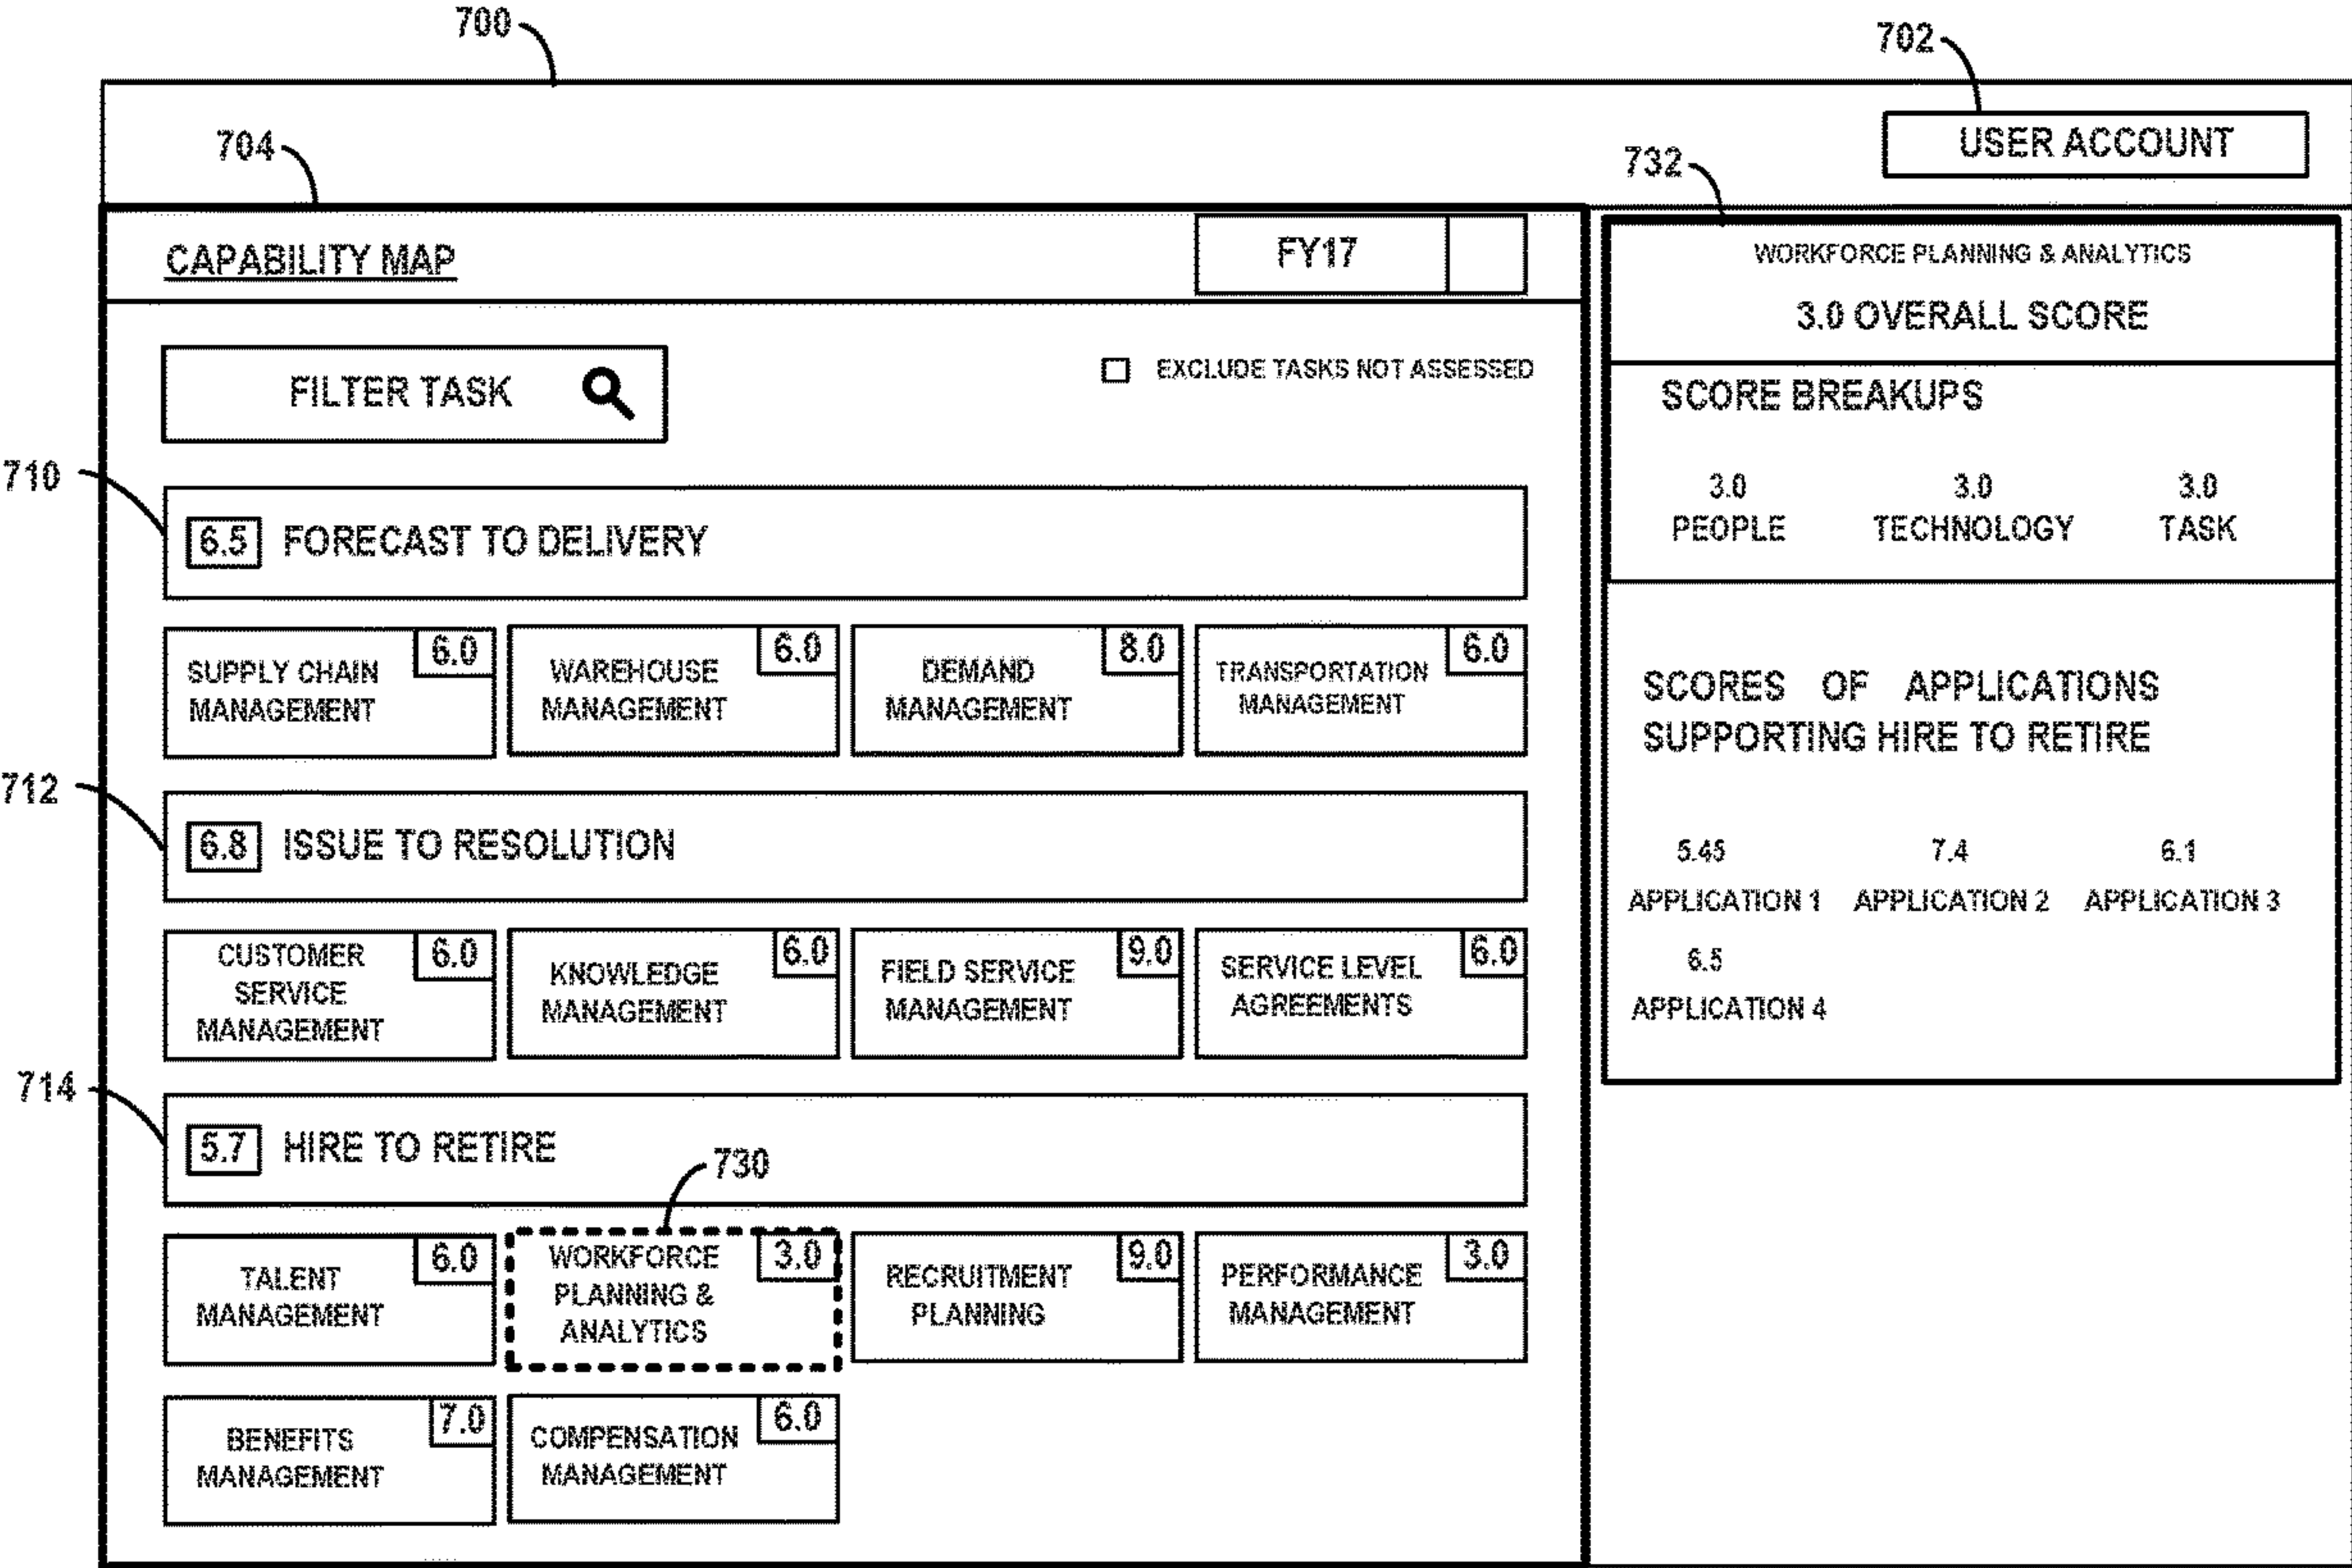 700
702
USER ACCOUNT
704
732
CAPABILITY MAP
FY17
FILTER TASK
EXCLUDE TASKS NOT ASSESSED
710
6.5 FORECAST TO DELIVERY
SUPPLY CHAIN
MANAGEMENT
6.0
WAREHOUSE
MANAGEMENT
6.0
DEMAND
MANAGEMENT
8.0
TRANSPORTATION
MANAGEMENT
6.0
712
6.8 ISSUE TO RESOLUTION
CUSTOMER
SERVICE
MANAGEMENT
6.0
KNOWLEDGE
MANAGEMENT
6.0
FIELD SERVICE
MANAGEMENT
9.0
SERVICE LEVEL
AGREEMENTS
6.0
714
5.7 HIRE TO RETIRE
730
TALENT
MANAGEMENT
6.0
WORKFORCE
PLANNING &
ANALYTICS
3.0
RECRUITMENT
PLANNING
9.0
PERFORMANCE
MANAGEMENT
3.0
BENEFITS
MANAGEMENT
7.0
COMPENSATION
MANAGEMENT
6.0
WORKFORCE PLANNING & ANALYTICS
3.0 OVERALL SCORE
SCORE BREAKUPS
3.0 3.0 3.0
PEOPLE TECHNOLOGY TASK
SCORES OF APPLICATIONS
SUPPORTING HIRE TO RETIRE
5.45 7.4 6.1
APPLICATION 1 APPLICATION 2 APPLICATION 3
6.5
APPLICATION 4